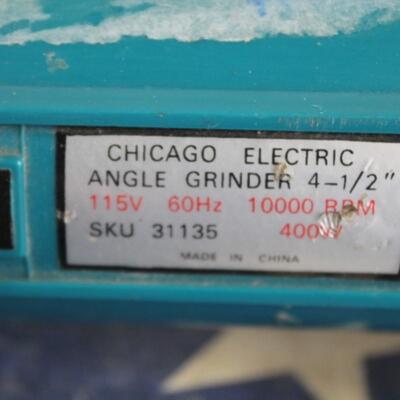 CHICAGO ELECTRIC
ANGLE GRINDER 4-1/2"
115V 60Hz 10000 RPM
SKU 31135 400W
MADE IN CHINA